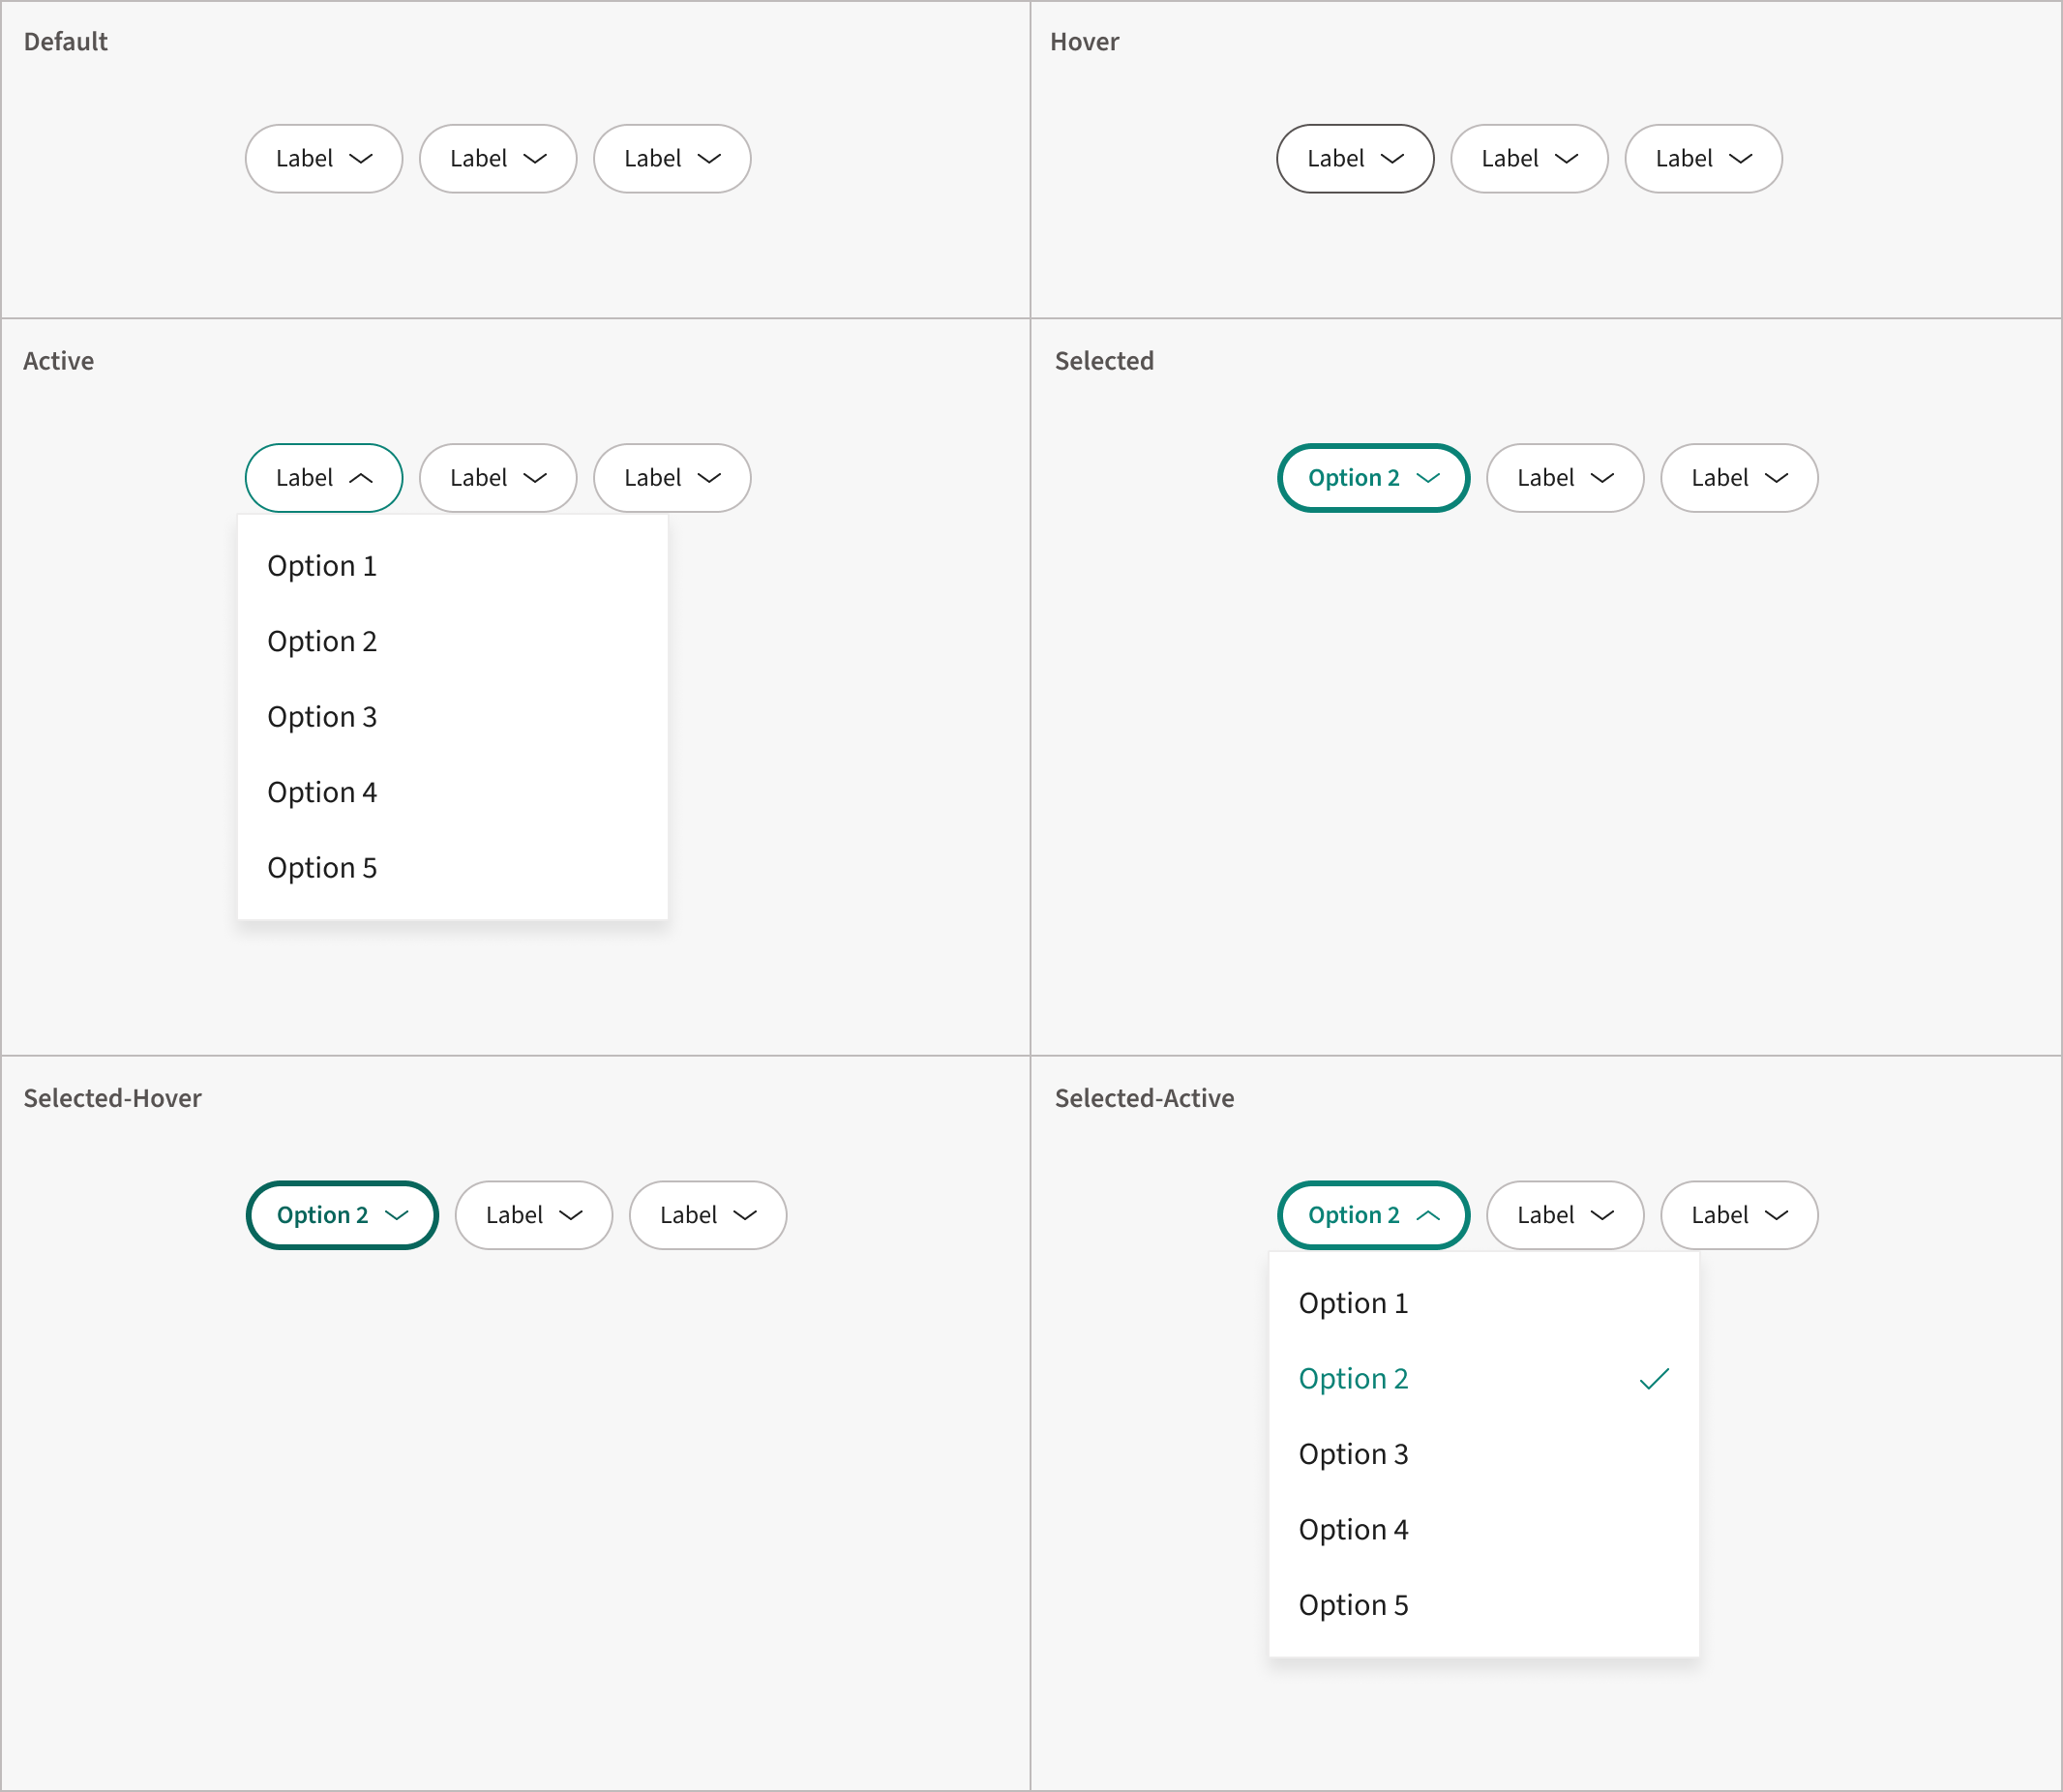 Default
Label Label Label
Hover
Label Label Label
Active
Label Label Label
Option 1
Option 2
Option 3
Option 4
Option 5
Selected
Option 2 Label Label
Selected-Hover
Option 2 Label Label
Selected-Active
Option 2 Label Label
Option 1
Option 2
Option 3
Option 4
Option 5